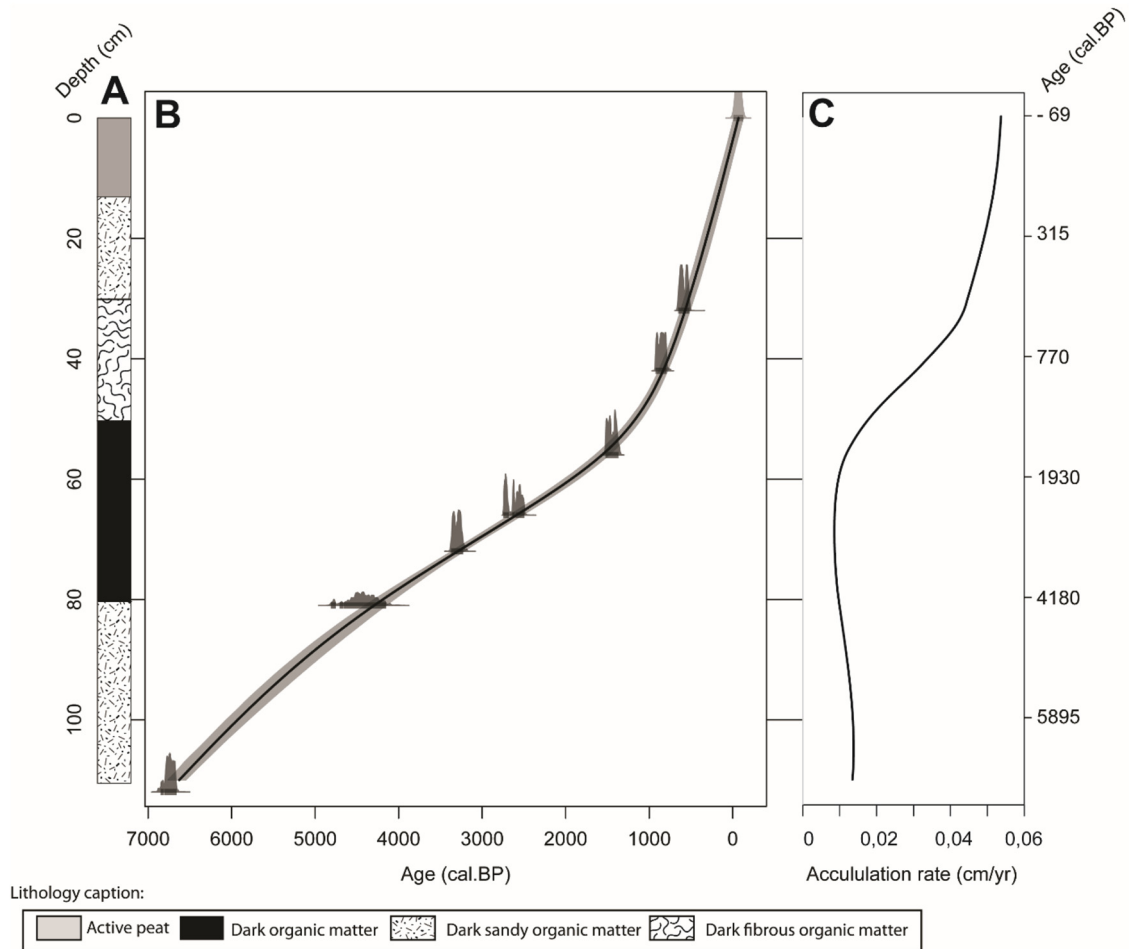 Depth (cm)
A
B
C
Age (cal.BP)
0
20
40
60
80
100
- 69
315
770
1930
4180
5895
7000 6000 5000 4000 3000 2000 1000 0
Age (cal.BP)
0 0,02 0,04 0,06
Accululation rate (cm/yr)
Lithology caption:
Active peat Dark organic matter Dark sandy organic matter Dark fibrous organic matter